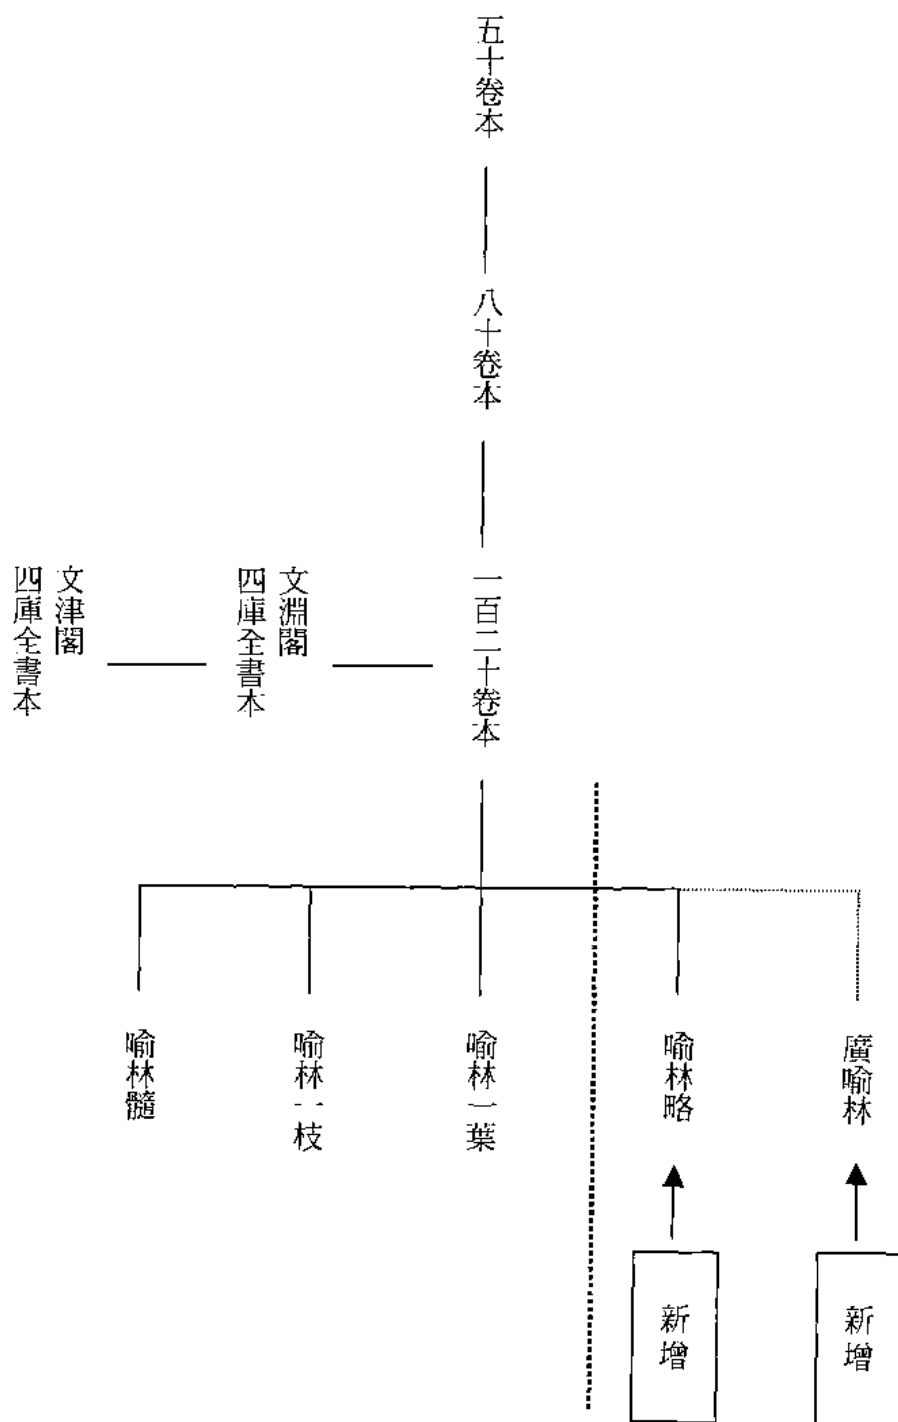 五十卷本
八十卷本
一百二十卷本
文淵閣
四庫全書本
文津閣
四庫全書本
廣喻林
喻林略
喻林一葉
喻林一枝
喻林髓
新增
新增